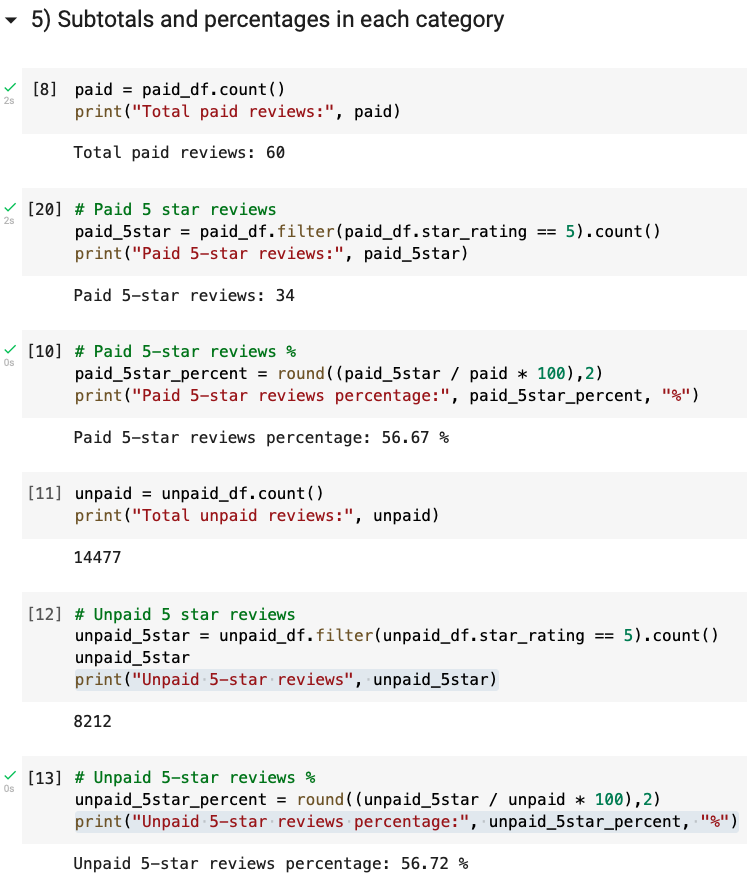 5) Subtotals and percentages in each category
2s
[8] paid = paid_df.count()
print("Total paid reviews:", paid)
Total paid reviews: 60
2s
[20] # Paid 5 star reviews
paid_5star = paid_df.filter(paid_df.star_rating == 5).count()
print("Paid 5-star reviews:", paid_5star)
Paid 5-star reviews: 34
0s
[10] # Paid 5-star reviews %
paid_5star_percent = round((paid_5star / paid * 100),2)
print("Paid 5-star reviews percentage:", paid_5star_percent, "%")
Paid 5-star reviews percentage: 56.67 %
[11] unpaid = unpaid_df.count()
print("Total unpaid reviews:", unpaid)
14477
[12] # Unpaid 5 star reviews
unpaid_5star = unpaid_df.filter(unpaid_df.star_rating == 5).count()
unpaid_5star
print("Unpaid 5-star reviews", unpaid_5star)
8212
0s
[13] # Unpaid 5-star reviews %
unpaid_5star_percent = round((unpaid_5star / unpaid * 100),2)
print("Unpaid 5-star reviews percentage:", unpaid_5star_percent, "%")
Unpaid 5-star reviews percentage: 56.72 %